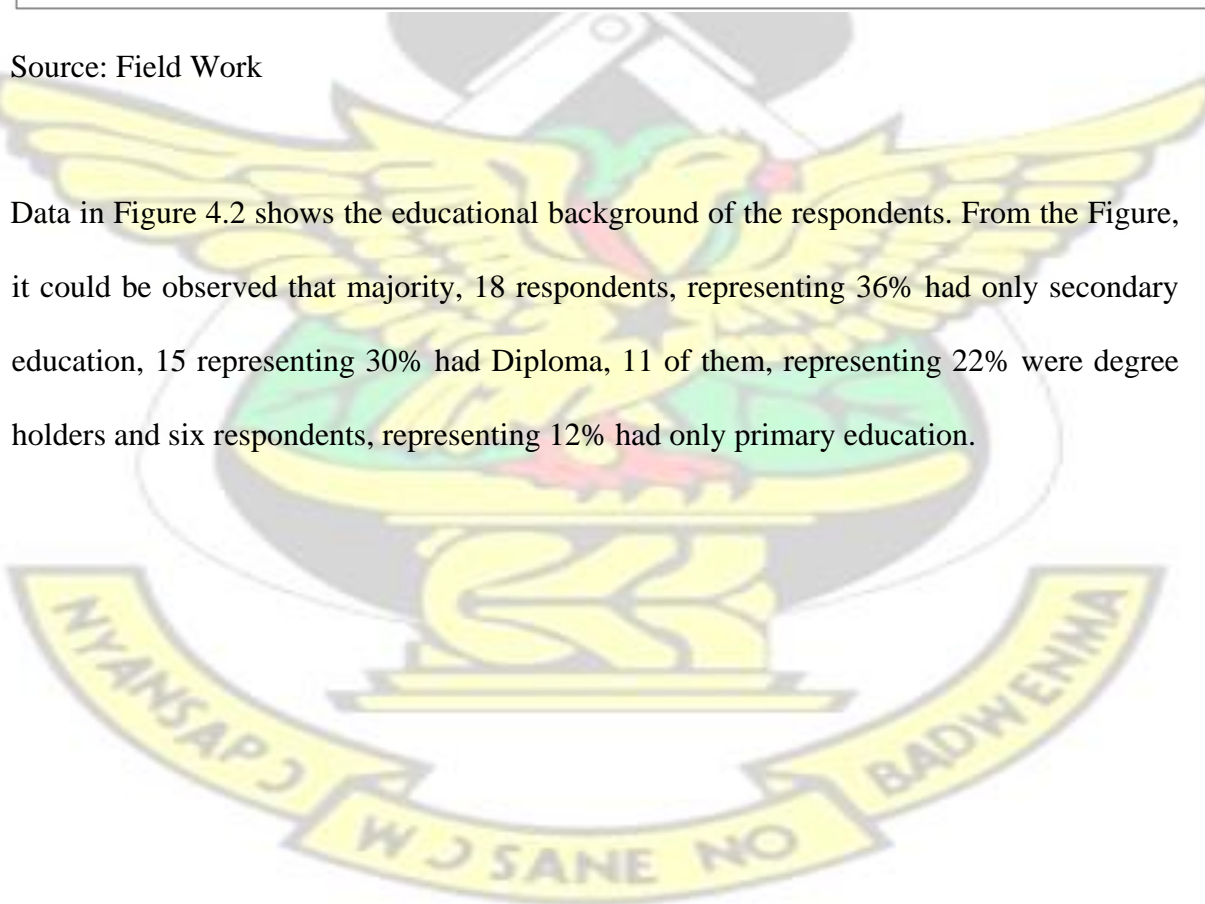 Source: Field Work
Data in Figure 4.2 shows the educational background of the respondents. From the Figure,
it could be observed that majority, 18 respondents, representing 36% had only secondary
education, 15 representing 30% had Diploma, 11 of them, representing 22% were degree
holders and six respondents, representing 12% had only primary education.
NYANSAPƆ
WƆ SANE NO
BADWENMA